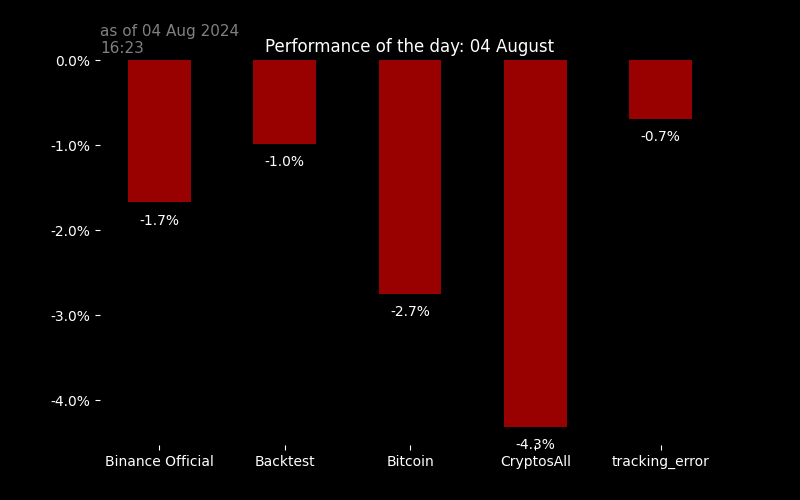 as of 04 Aug 2024
16:23
Performance of the day: 04 August
0.0%
-1.0%
-2.0%
-3.0%
-4.0%
-1.7%
-1.0%
-2.7%
-4.3%
-0.7%
Binance Official
Backtest
Bitcoin
CryptosAll
tracking_error